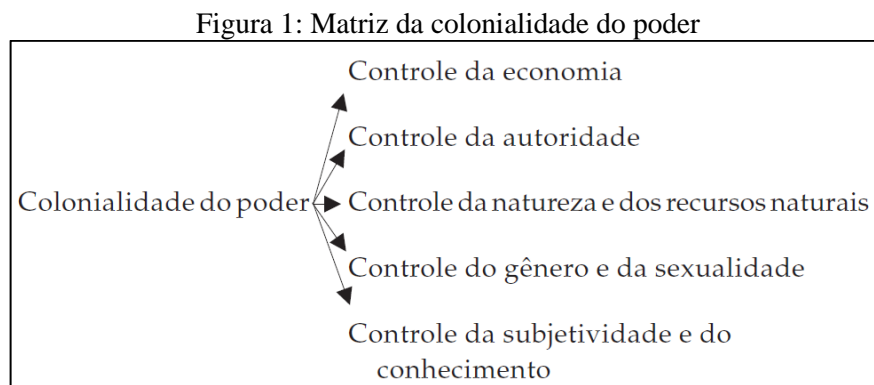 Figura 1: Matriz da colonialidade do poder
Controle da economia
Controle da autoridade
Colonialidade do poder
Controle da natureza e dos recursos naturais
Controle do gênero e da sexualidade
Controle da subjetividade e do
conhecimento